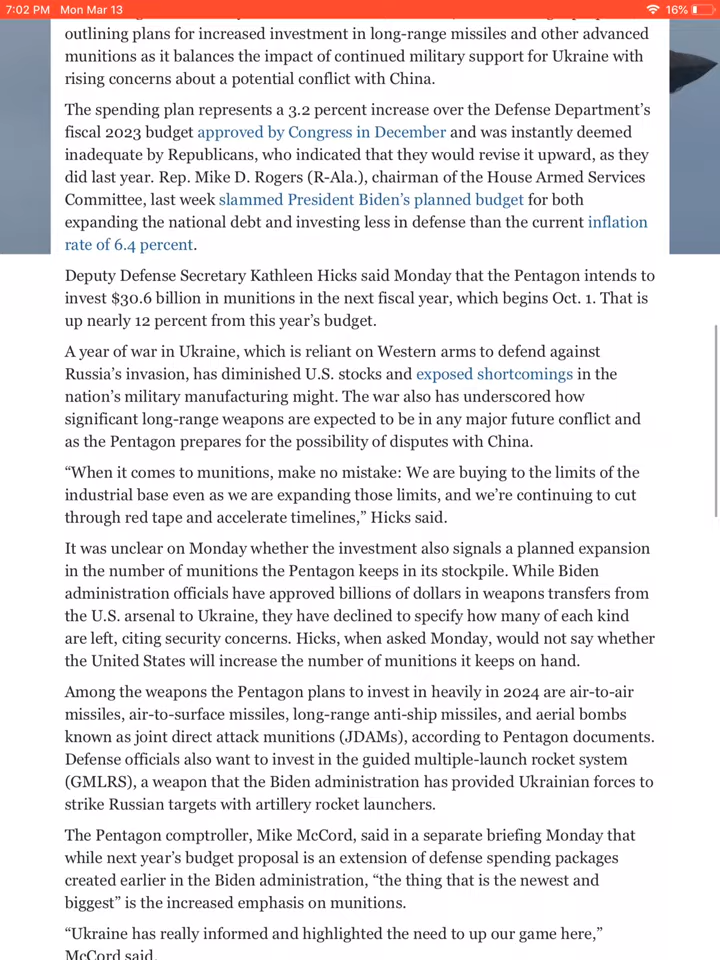 7:02 PM Mon Mar 13 16%
outlining plans for increased investment in long-range missiles and other advanced
munitions as it balances the impact of continued military support for Ukraine with
rising concerns about a potential conflict with China.
The spending plan represents a 3.2 percent increase over the Defense Department’s
fiscal 2023 budget approved by Congress in December and was instantly deemed
inadequate by Republicans, who indicated that they would revise it upward, as they
did last year. Rep. Mike D. Rogers (R-Ala.), chairman of the House Armed Services
Committee, last week slammed President Biden’s planned budget for both
expanding the national debt and investing less in defense than the current inflation
rate of 6.4 percent.
Deputy Defense Secretary Kathleen Hicks said Monday that the Pentagon intends to
invest $30.6 billion in munitions in the next fiscal year, which begins Oct. 1. That is
up nearly 12 percent from this year’s budget.
A year of war in Ukraine, which is reliant on Western arms to defend against
Russia’s invasion, has diminished U.S. stocks and exposed shortcomings in the
nation’s military manufacturing might. The war also has underscored how
significant long-range weapons are expected to be in any major future conflict and
as the Pentagon prepares for the possibility of disputes with China.
“When it comes to munitions, make no mistake: We are buying to the limits of the
industrial base even as we are expanding those limits, and we’re continuing to cut
through red tape and accelerate timelines,” Hicks said.
It was unclear on Monday whether the investment also signals a planned expansion
in the number of munitions the Pentagon keeps in its stockpile. While Biden
administration officials have approved billions of dollars in weapons transfers from
the U.S. arsenal to Ukraine, they have declined to specify how many of each kind
are left, citing security concerns. Hicks, when asked Monday, would not say whether
the United States will increase the number of munitions it keeps on hand.
Among the weapons the Pentagon plans to invest in heavily in 2024 are air-to-air
missiles, air-to-surface missiles, long-range anti-ship missiles, and aerial bombs
known as joint direct attack munitions (JDAMs), according to Pentagon documents.
Defense officials also want to invest in the guided multiple-launch rocket system
(GMLRS), a weapon that the Biden administration has provided Ukrainian forces to
strike Russian targets with artillery rocket launchers.
The Pentagon comptroller, Mike McCord, said in a separate briefing Monday that
while next year’s budget proposal is an extension of defense spending packages
created earlier in the Biden administration, “the thing that is the newest and
biggest” is the increased emphasis on munitions.
“Ukraine has really informed and highlighted the need to up our game here,”
McCord said.